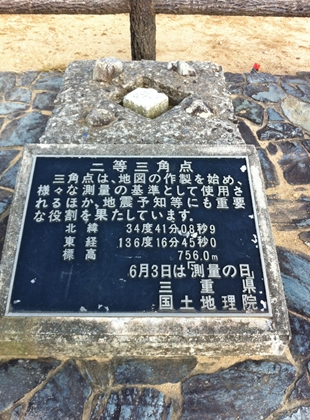 二等三角点
三角点は、地図の作製を始め、
様々な測量の基準として使用さ
れるほか、地震予知等にも重要
な役割を果たしています。
北緯 34度41分08秒9
東経 136度16分45秒0
標高 756.0m
6月3日は「測量の日」
三重県
国土地理院